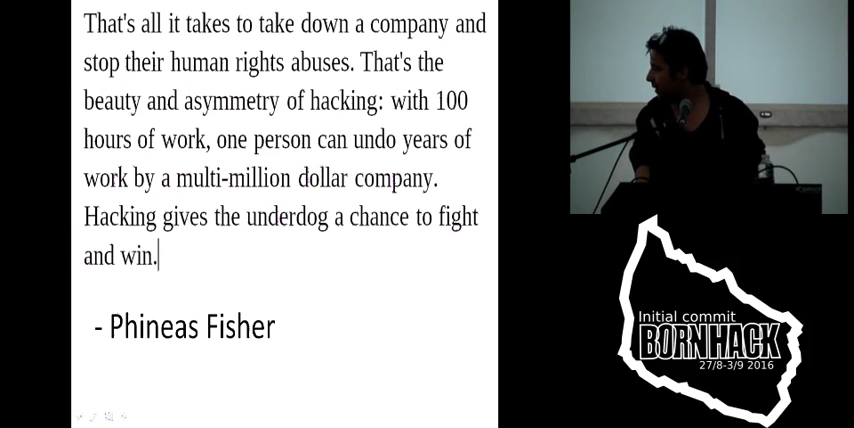 That's all it takes to take down a company and
stop their human rights abuses. That's the
beauty and asymmetry of hacking: with 100
hours of work, one person can undo years of
work by a multi-million dollar company.
Hacking gives the underdog a chance to fight
and win.
- Phineas Fisher
Initial commit
BORNHACK
27/8-3/9 2016